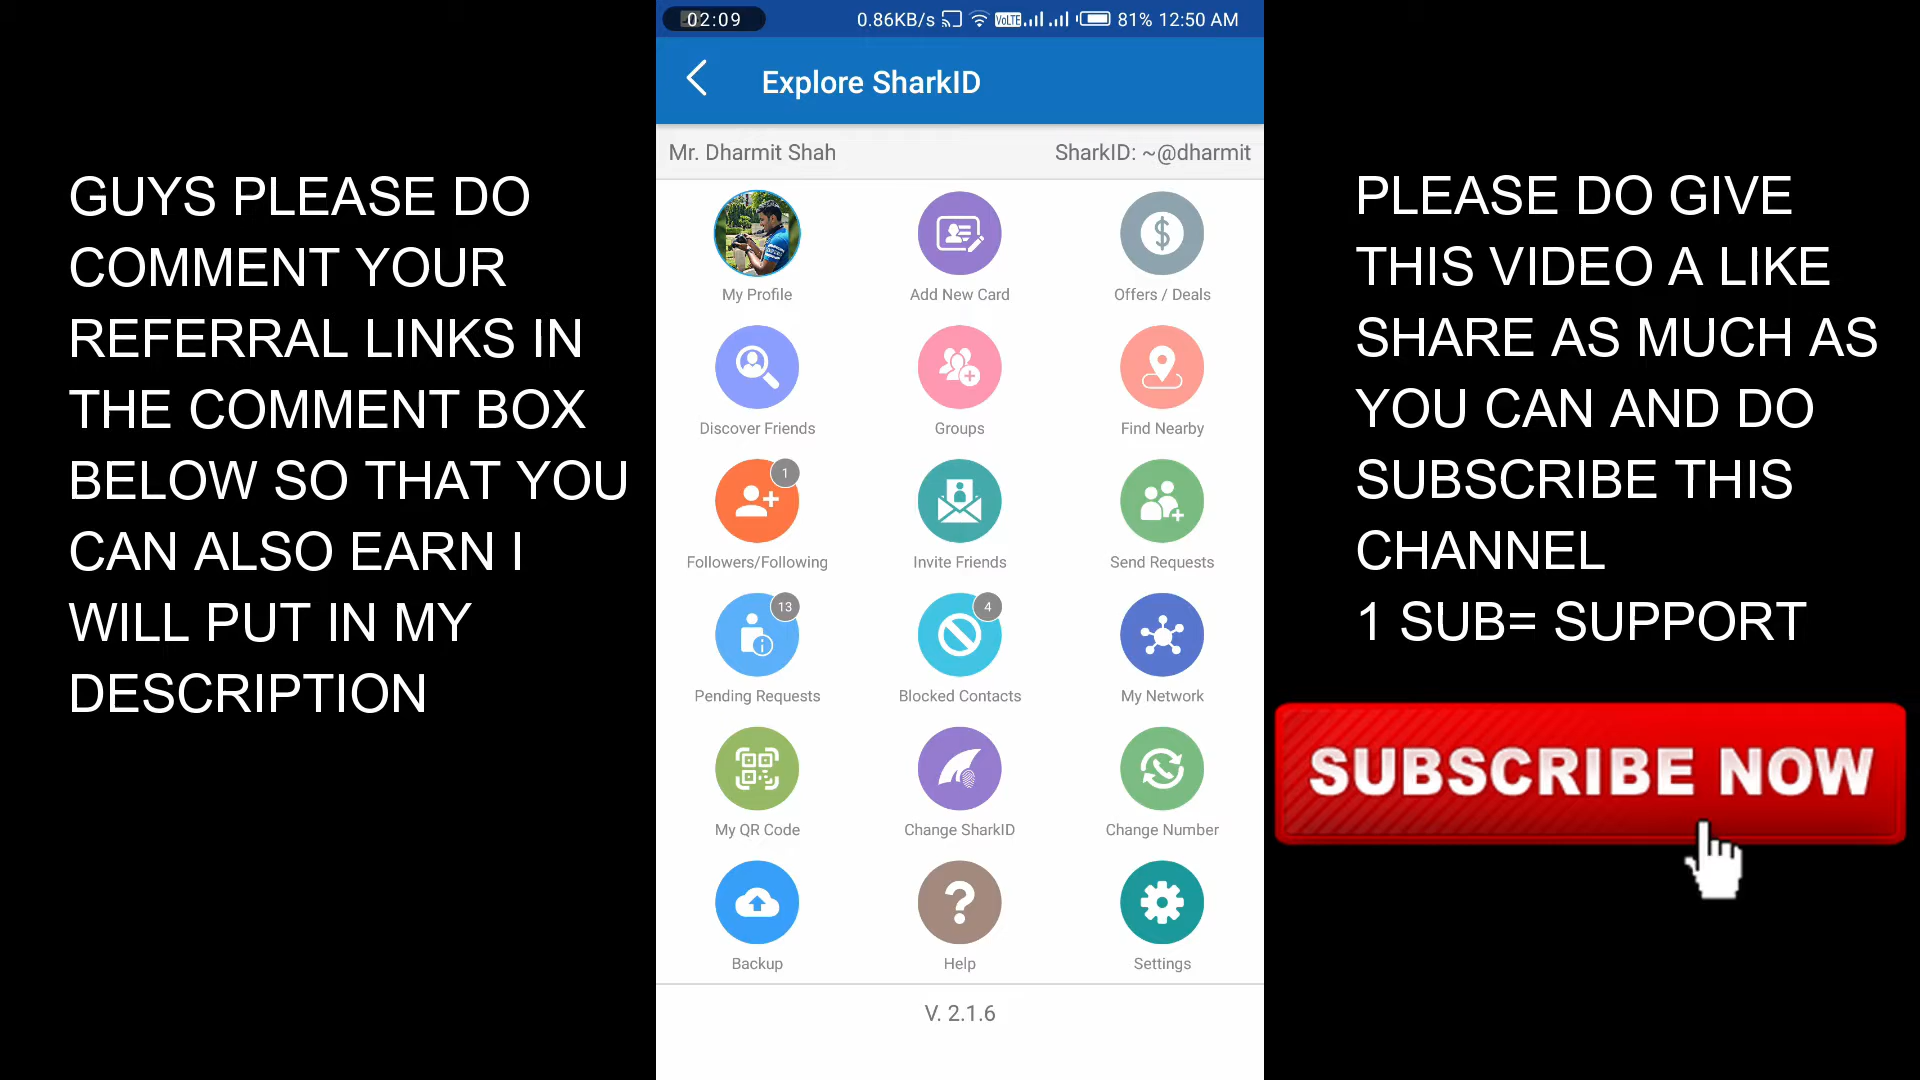 GUYS PLEASE DO
COMMENT YOUR
REFERRAL LINKS IN
THE COMMENT BOX
BELOW SO THAT YOU
CAN ALSO EARN I
WILL PUT IN MY
DESCRIPTION
02:09 0.86KB/s VoLTE 81% 12:50 AM
Explore SharkID
Mr. Dharmit Shah SharkID: ~@dharmit
My Profile Add New Card Offers / Deals
Discover Friends Groups Find Nearby
1
Followers/Following Invite Friends Send Requests
13 4
Pending Requests Blocked Contacts My Network
My QR Code Change SharkID Change Number
Backup Help Settings
V. 2.1.6
PLEASE DO GIVE
THIS VIDEO A LIKE
SHARE AS MUCH AS
YOU CAN AND DO
SUBSCRIBE THIS
CHANNEL
1 SUB= SUPPORT
SUBSCRIBE NOW